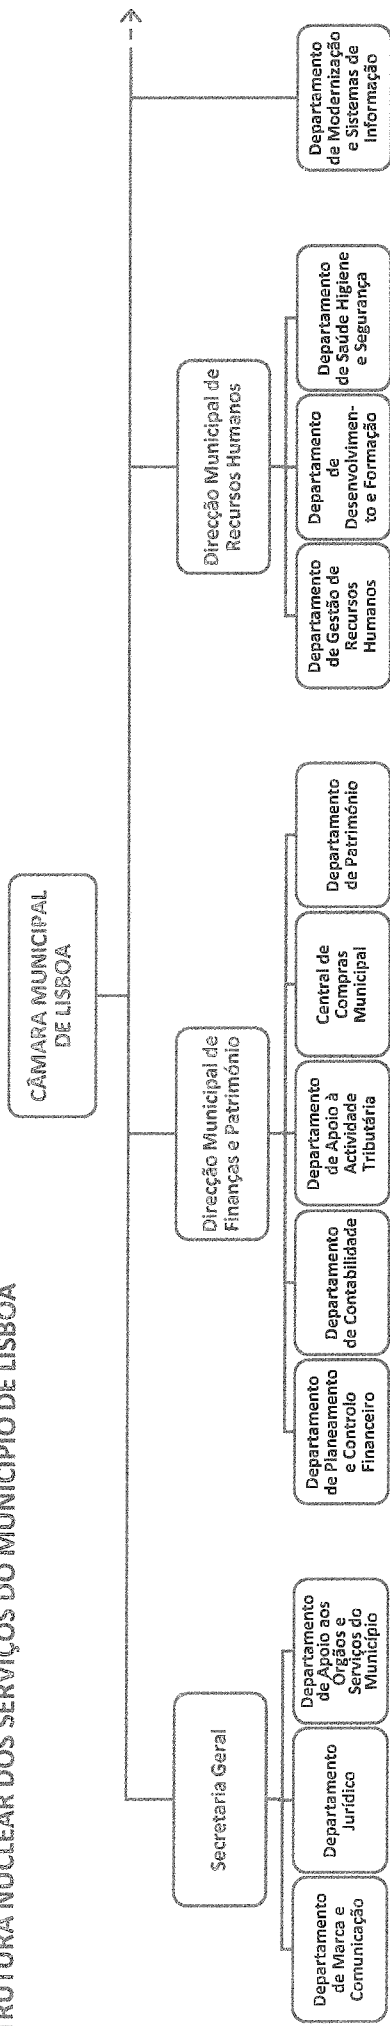 RUTURA NUCLEAR DOS SERVIÇOS DO MUNICÍPIO DE LISBOA
CÂMARA MUNICIPAL
DE LISBOA
Secretaria Geral
Departamento
de Marca e
Comunicação
Departamento
Jurídico
Departamento
de Apoio aos
Orgãos e
Serviços do
Município
Direcção Municipal de
Finanças e Património
Departamento
de Planeamento
e Controlo
Financeiro
Departamento
de Contabilidade
Departamento
de Apoio à
Actividade
Tributária
Central de
Compras
Municipal
Departamento
de Património
Direcção Municipal de
Recursos Humanos
Departamento
de Gestão de
Recursos
Humanos
Departamento
de
Desenvolvimen-
to e Formação
Departamento
de Saúde Higiene
e Segurança
Departamento
de Modernização
e Sistemas de
Informação